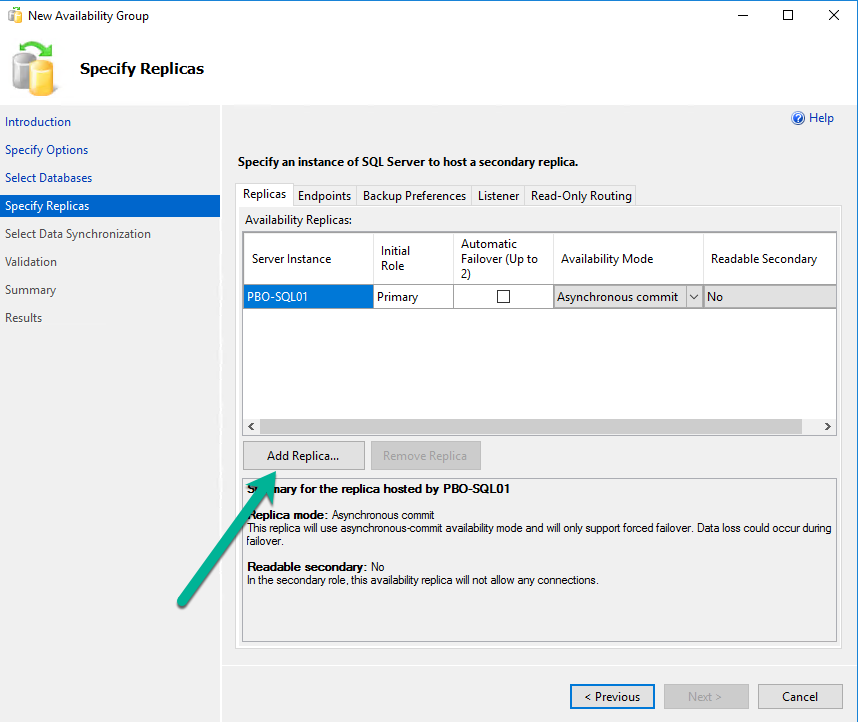 New Availability Group
Specify Replicas
Introduction
Specify Options
Select Databases
Specify Replicas
Select Data Synchronization
Validation
Summary
Results
Help
Specify an instance of SQL Server to host a secondary replica.
Replicas Endpoints Backup Preferences Listener Read-Only Routing
Availability Replicas:
Server Instance
Initial
Role
Automatic
Failover (Up to
2)
Availability Mode
Readable Secondary
PBO-SQL01 Primary Asynchronous commit No
Add Replica... Remove Replica
Summary for the replica hosted by PBO-SQL01
Replica mode: Asynchronous commit
This replica will use asynchronous-commit availability mode and will only support forced failover. Data loss could occur during
failover.
Readable secondary: No
In the secondary role, this availability replica will not allow any connections.
< Previous Next > Cancel